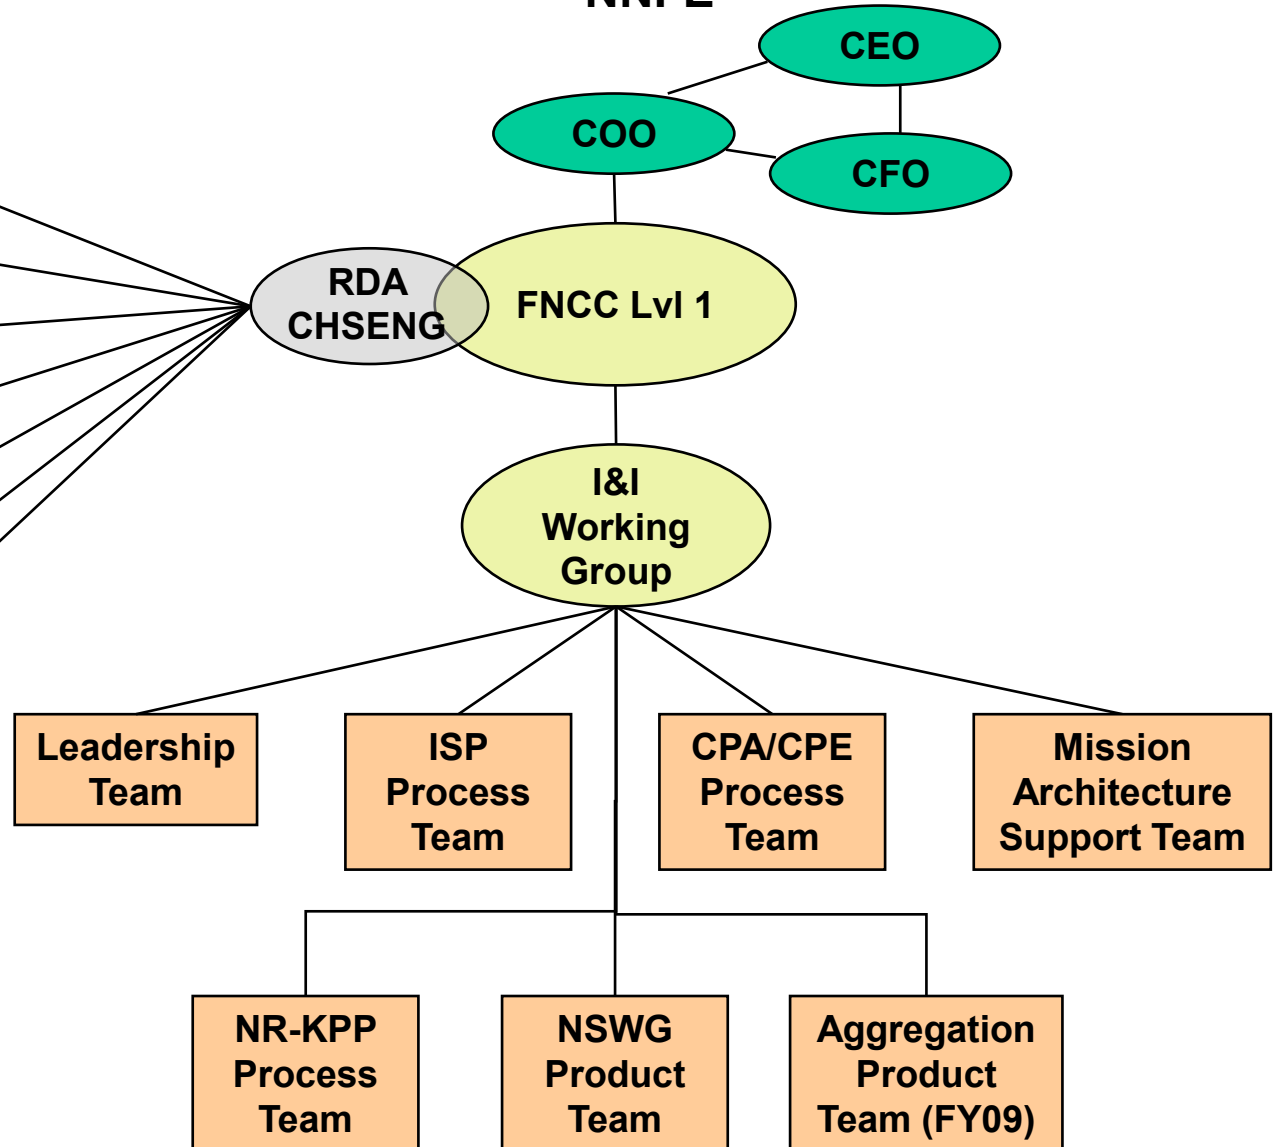 CEO
COO
CFO
RDA
CHSENG
FNCC Lvl 1
I&I
Working
Group
Leadership
Team
ISP
Process
Team
CPA/CPE
Process
Team
Mission
Architecture
Support Team
NR-KPP
Process
Team
NSWG
Product
Team
Aggregation
Product
Team (FY09)